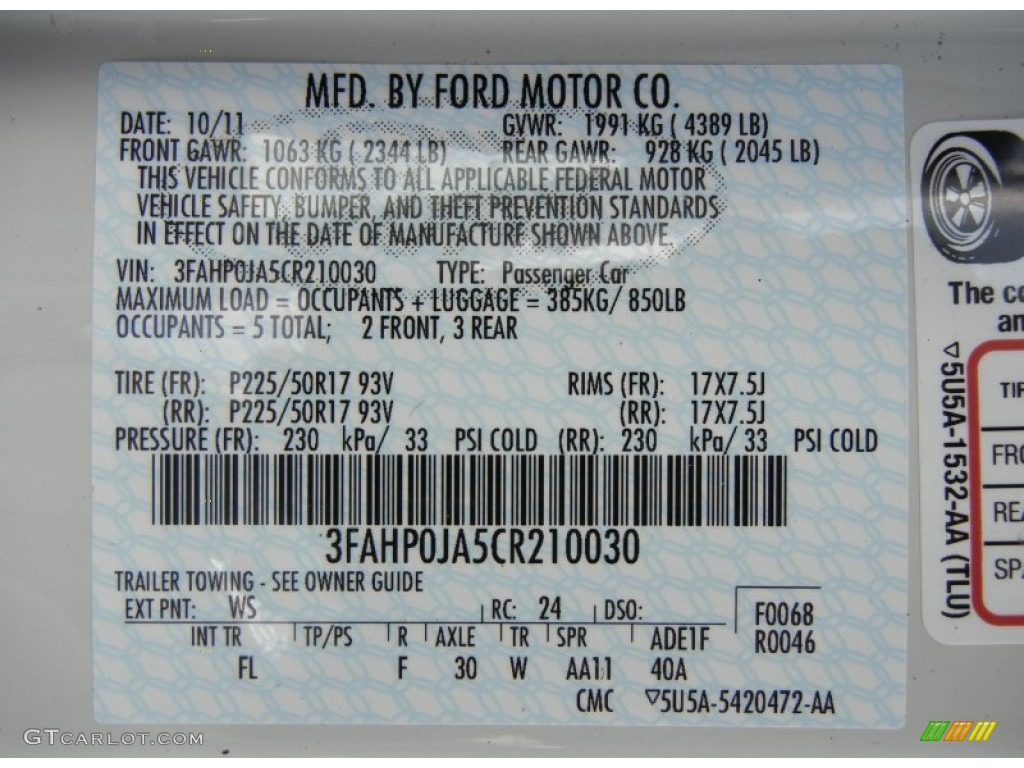 MFD. BY FORD MOTOR CO.
DATE: 10/11 GVWR: 1991 KG ( 4389 LB)
FRONT GAWR: 1063 KG ( 2344 LB) REAR GAWR: 928 KG ( 2045 LB)
THIS VEHICLE CONFORMS TO ALL APPLICABLE FEDERAL MOTOR
VEHICLE SAFETY, BUMPER, AND THEFT PREVENTION STANDARDS
IN EFFECT ON THE DATE OF MANUFACTURE SHOWN ABOVE.
VIN: 3FAHP0JA5CR210030 TYPE: Passenger Car
MAXIMUM LOAD = OCCUPANTS + LUGGAGE = 385KG/ 850LB
OCCUPANTS = 5 TOTAL; 2 FRONT, 3 REAR
TIRE (FR): P225/50R17 93V RIMS (FR): 17X7.5J
(RR): P225/50R17 93V (RR): 17X7.5J
PRESSURE (FR): 230 kPa/ 33 PSI COLD (RR): 230 kPa/ 33 PSI COLD
3FAHP0JA5CR210030
TRAILER TOWING - SEE OWNER GUIDE
EXT PNT: WS RC: 24 DSO: F0068
INT TR TP/PS R AXLE TR SPR ADE1F R0046
FL F 30 W AA11 40A
CMC ▽5U5A-5420472-AA
The co
an
▽5U5A-1532-AA (TLU)
TIR
FRO
REA
SPA
GTCARLOT.COM